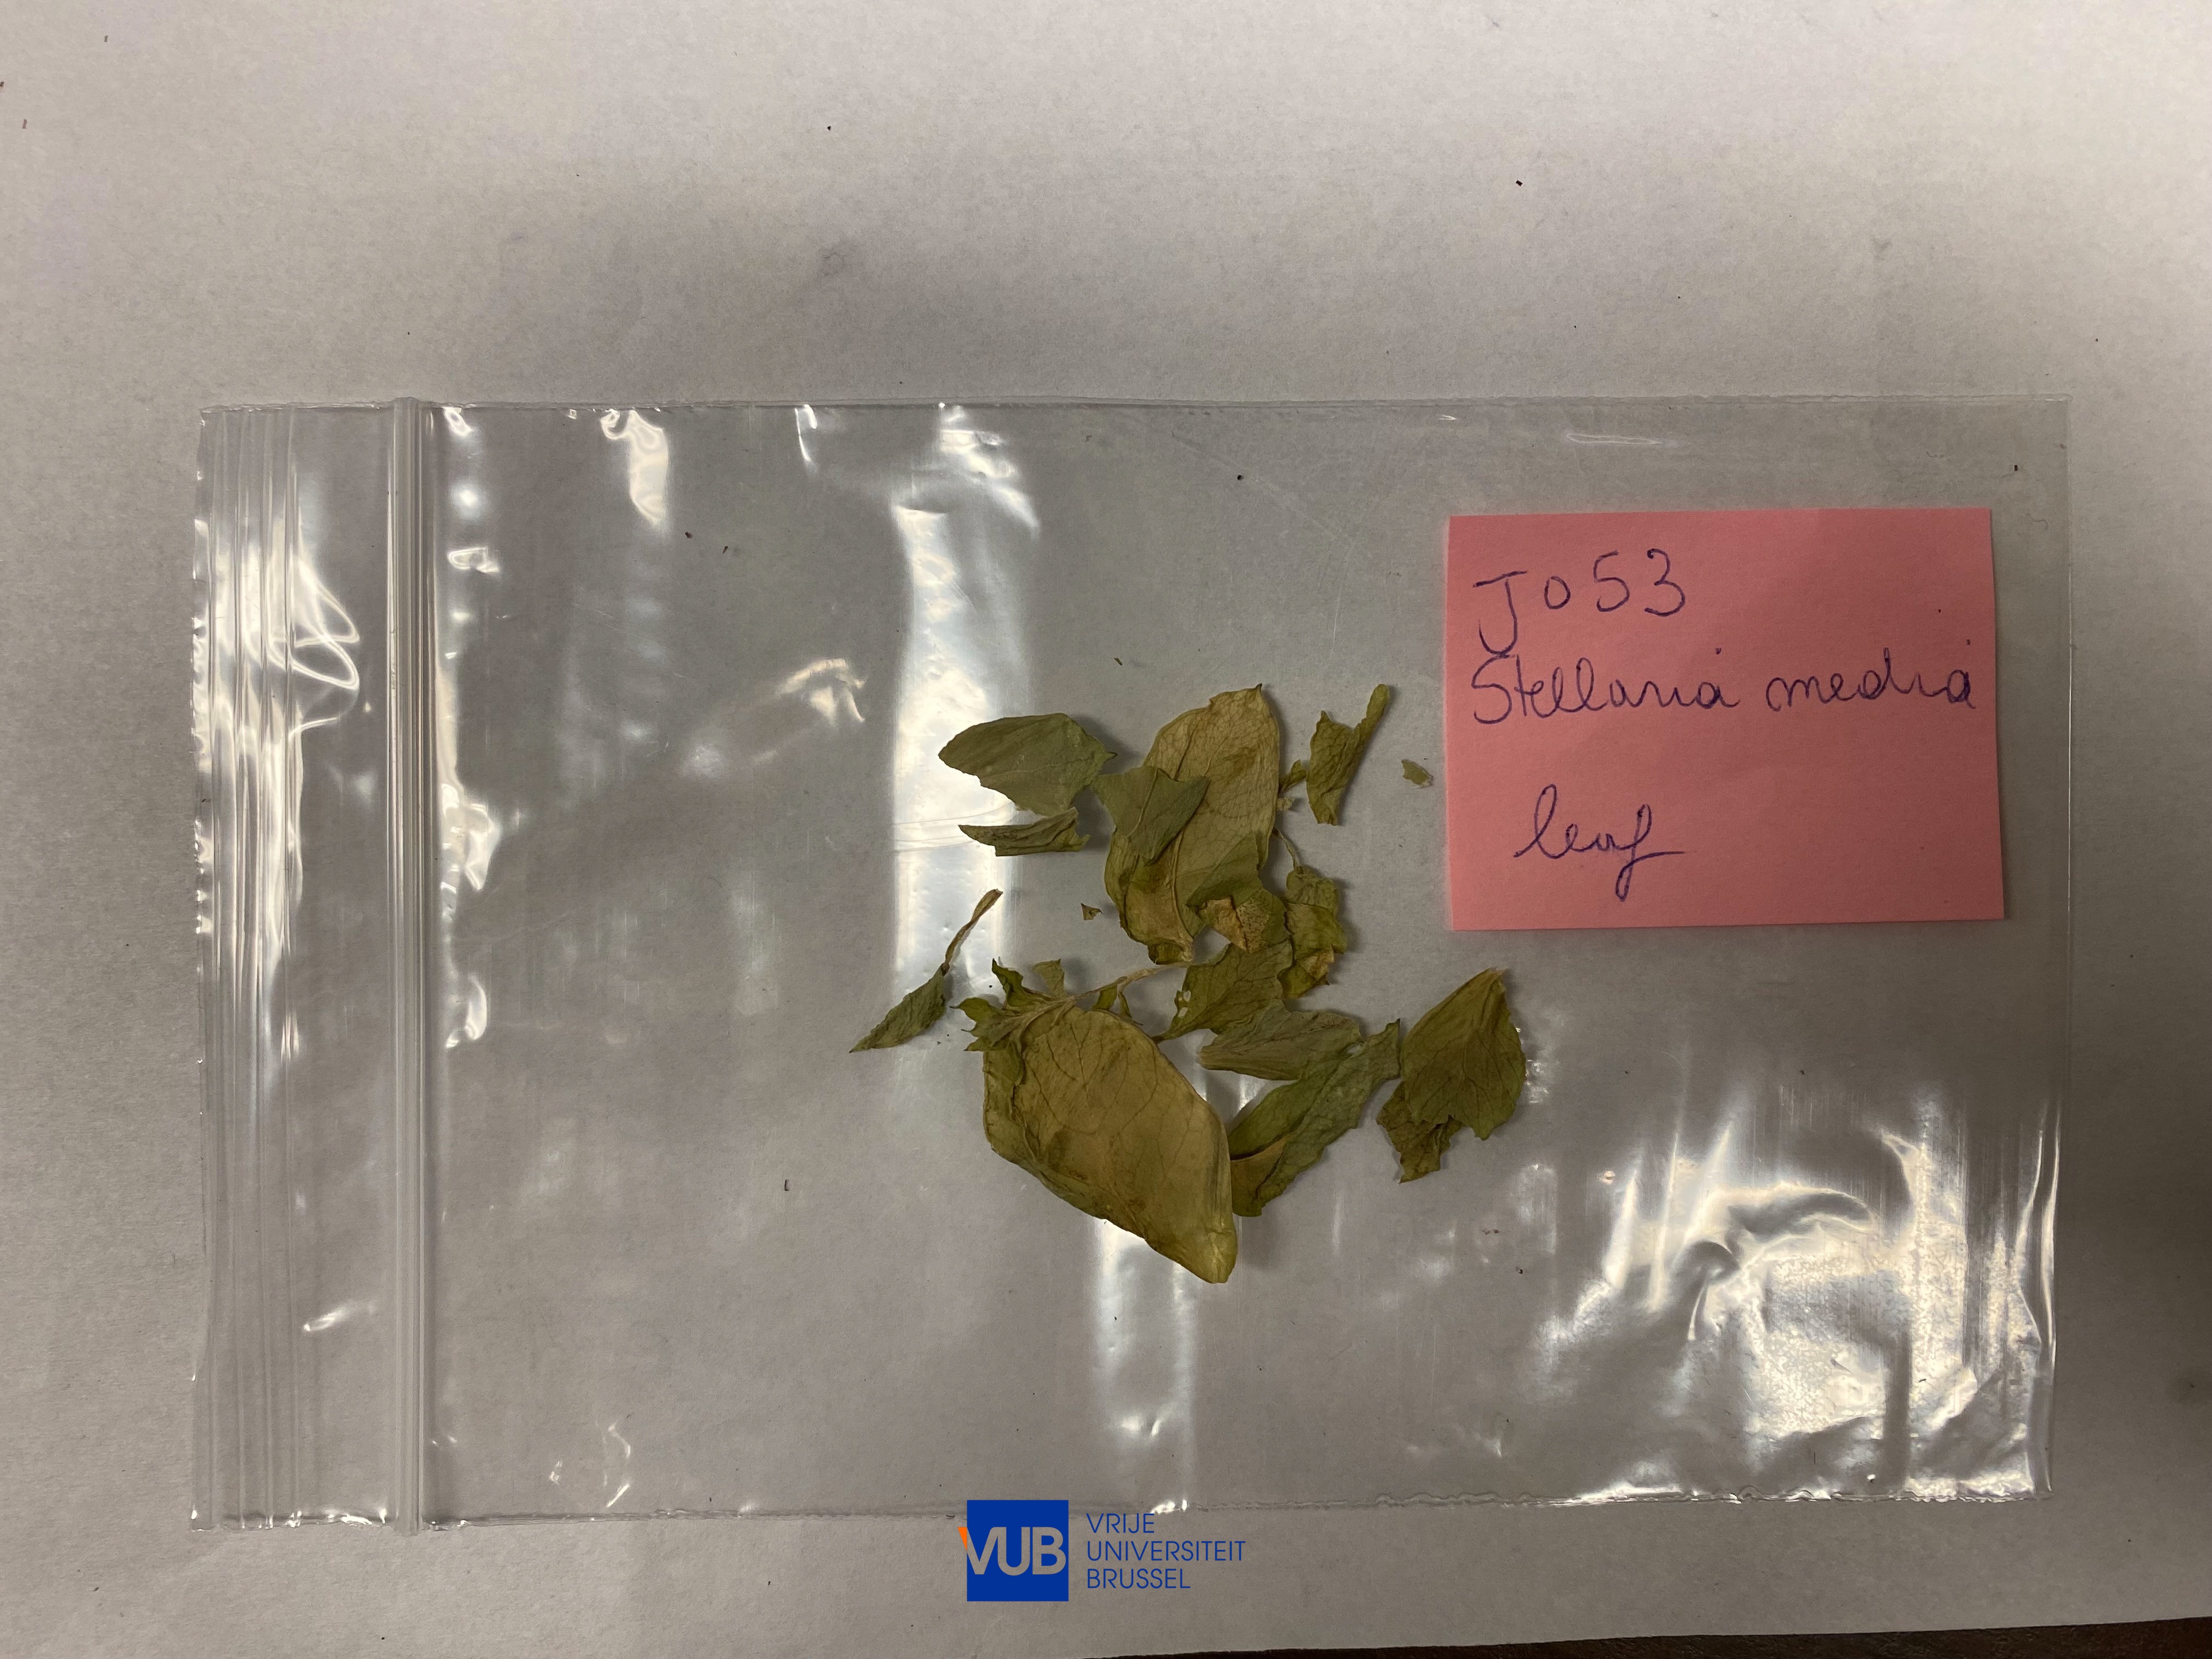 J053
Stellaria media
leaf
VUB
VRIJE
UNIVERSITEIT
BRUSSEL